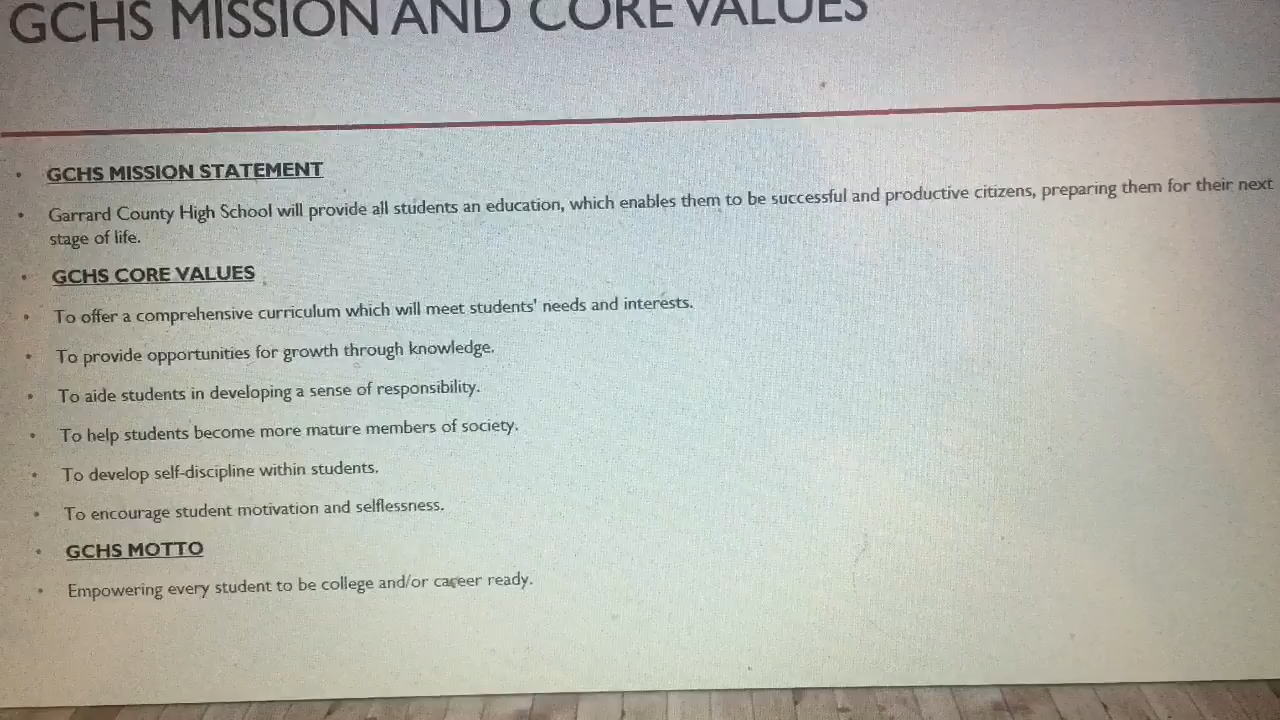 GCHS MISSION AND CORE VALUES
• GCHS MISSION STATEMENT
• Garrard County High School will provide all students an education, which enables them to be successful and productive citizens, preparing them for their next
stage of life.
• GCHS CORE VALUES
• To offer a comprehensive curriculum which will meet students' needs and interests.
• To provide opportunities for growth through knowledge.
• To aide students in developing a sense of responsibility.
• To help students become more mature members of society.
• To develop self-discipline within students.
• To encourage student motivation and selflessness.
• GCHS MOTTO
• Empowering every student to be college and/or career ready.